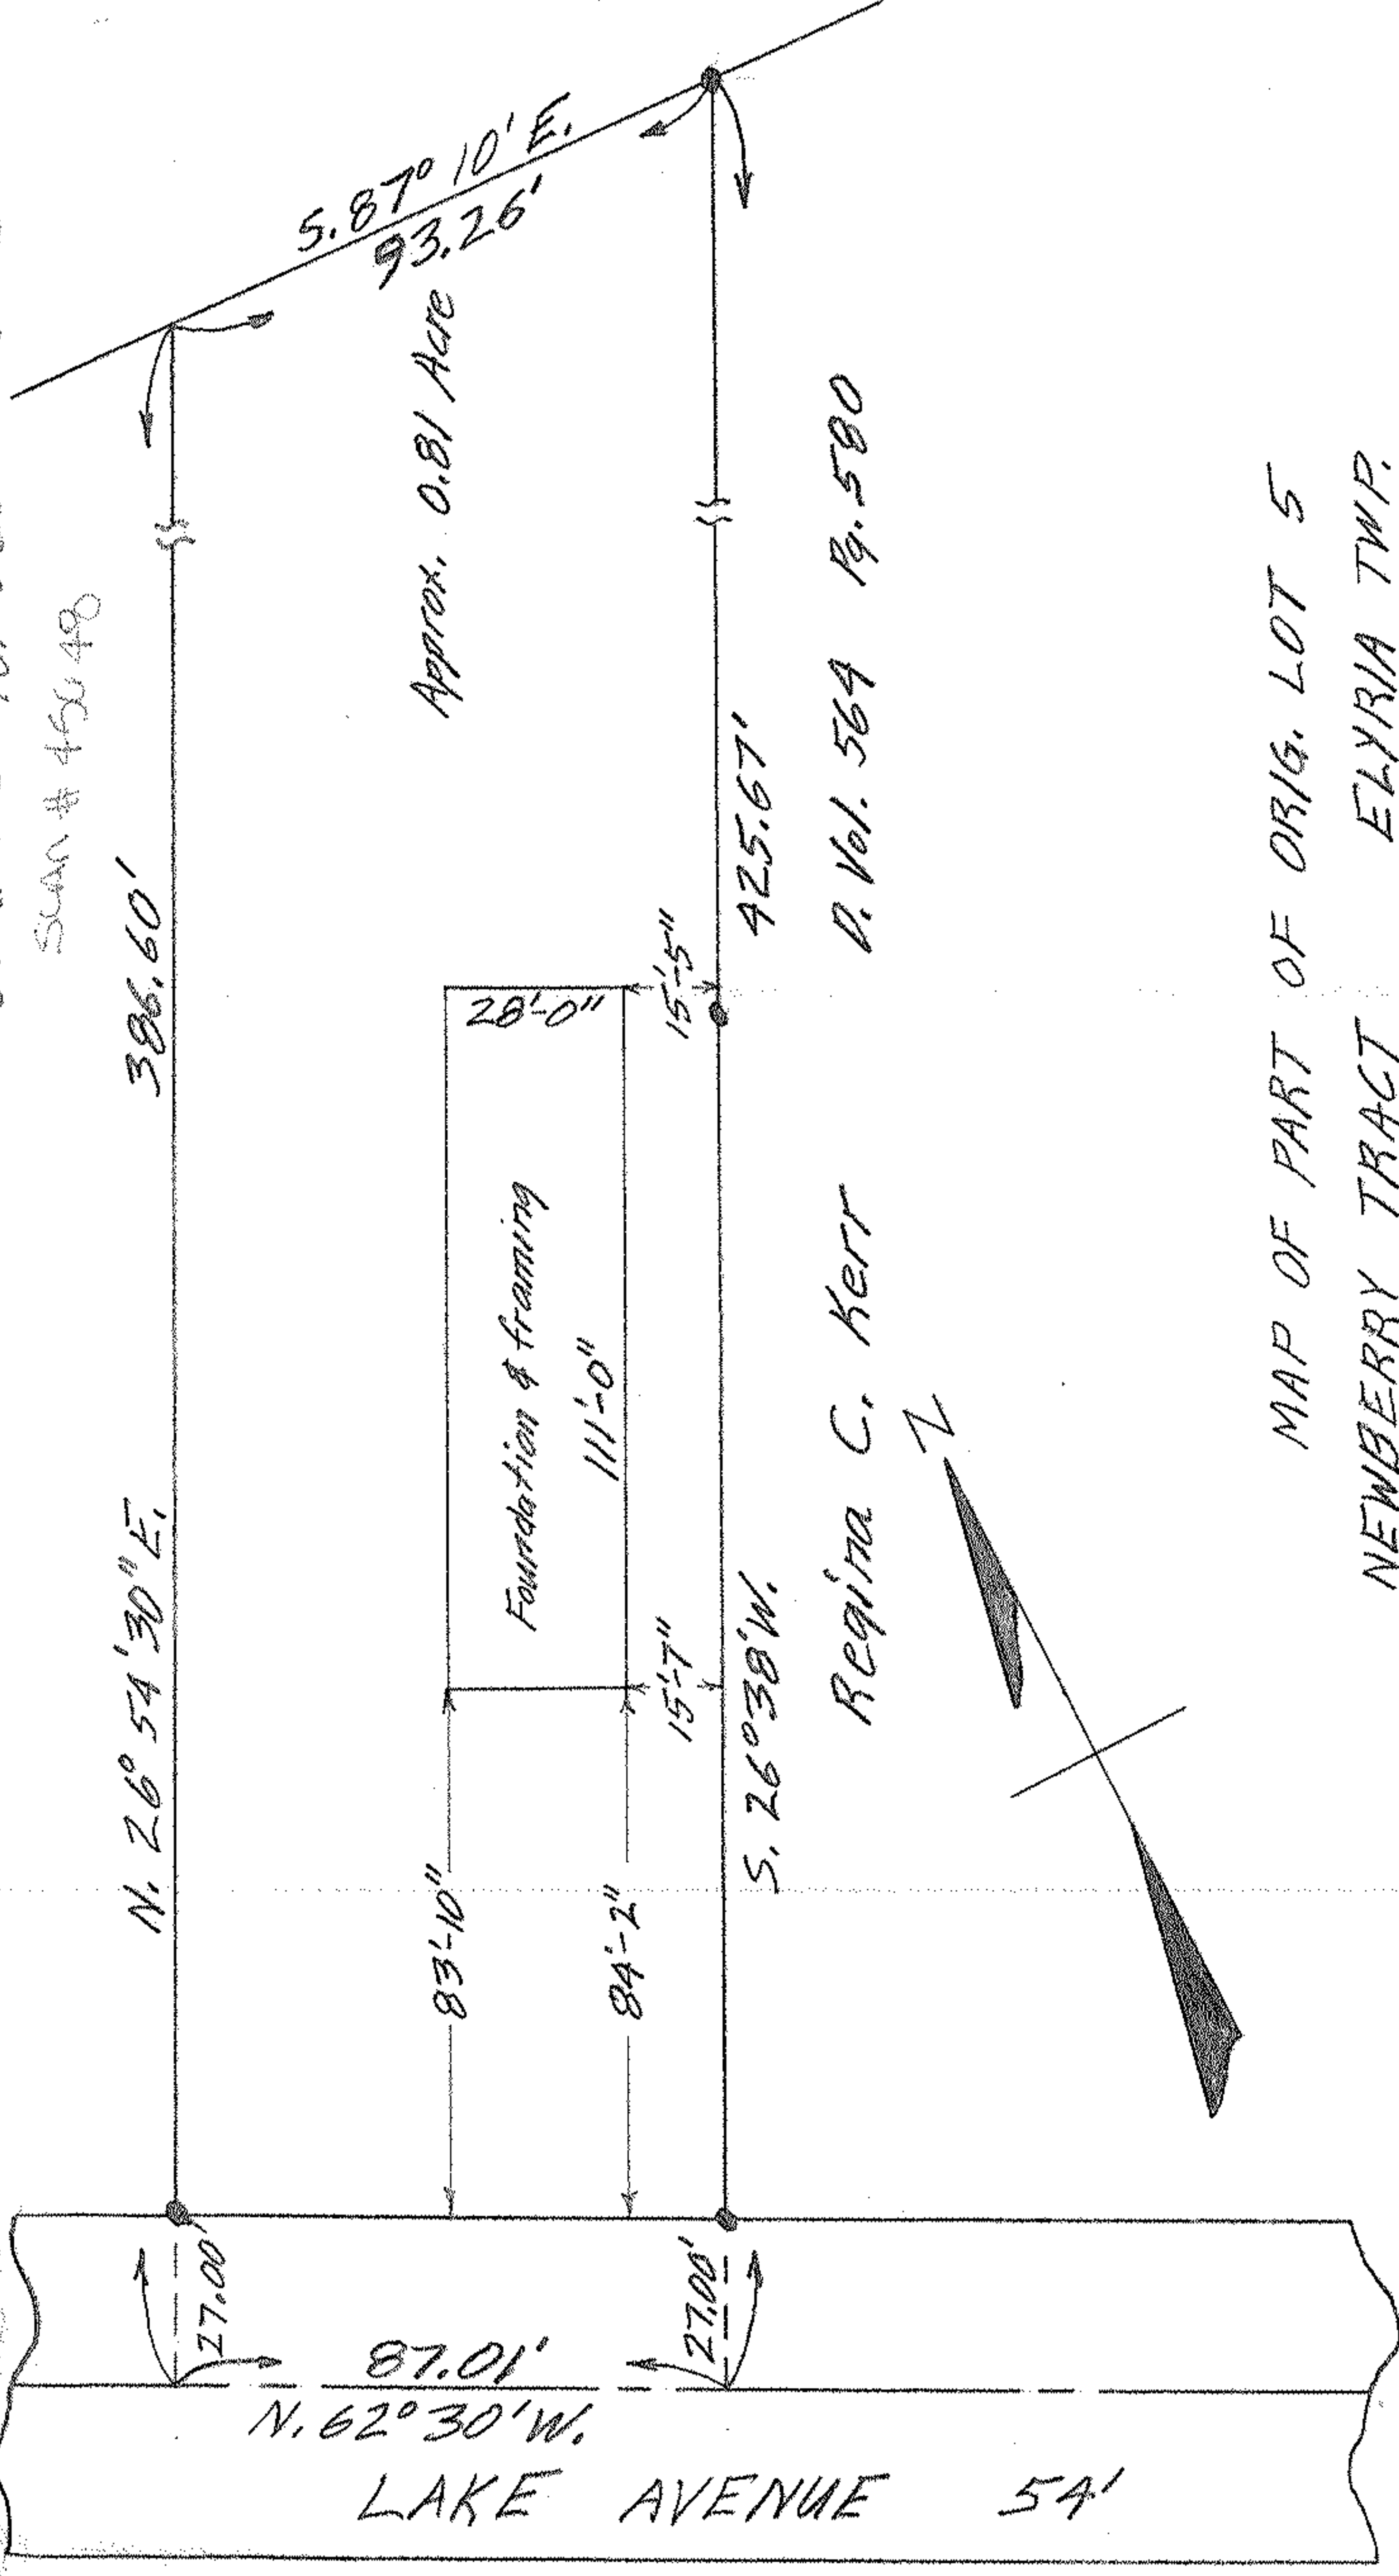 SCAN #
386.60'
N. 26° 54' 30" E.
S. 87° 10' E.
93.26'
Approx. 0.81 Acre
28'-0"
15'-5"
Foundation & framing
111'-0"
15'-7"
83'-10"
84'-2"
425.67'
S. 26° 38' W.
D. Vol. 564 Pg. 580
Regina C. Kerr
N
27.00'
27.00'
87.01'
N. 62° 30' W.
LAKE AVENUE 54'
MAP OF PART OF ORIG. LOT 5
NEWBERRY TRACT ELYRIA TWP.